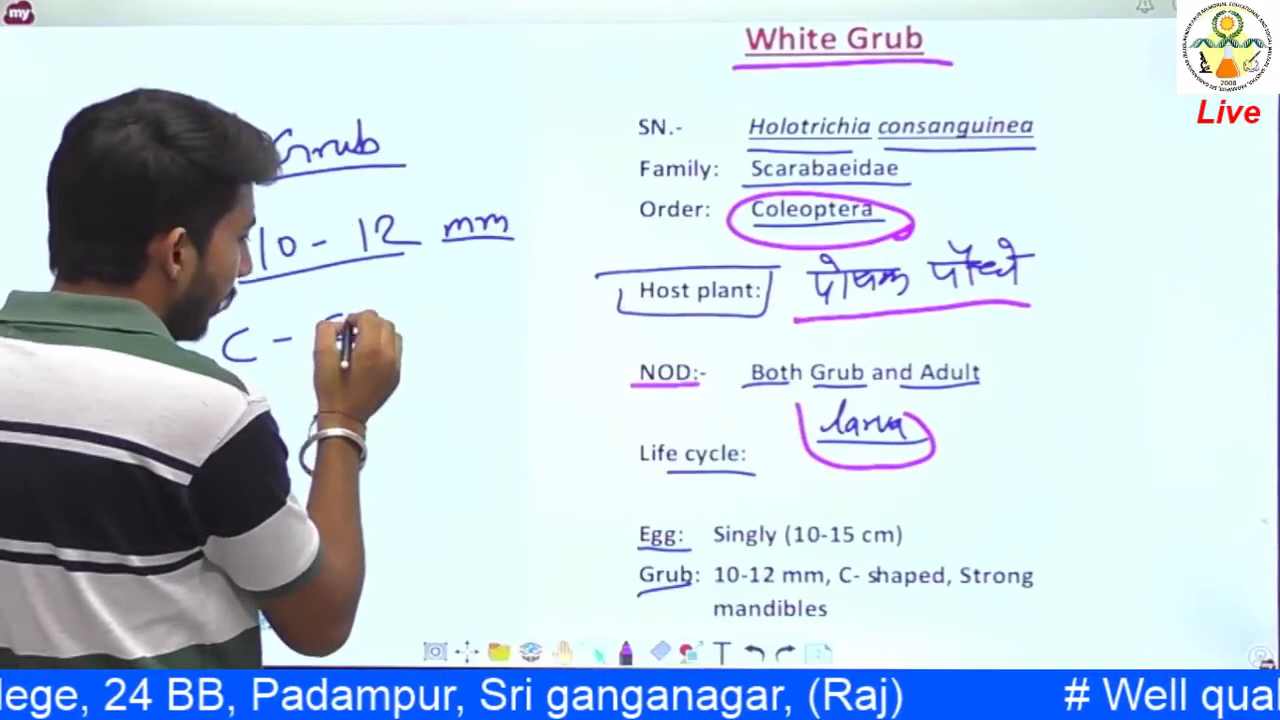 my
White Grub
Live
SN.- Holotrichia consanguinea
Family: Scarabaeidae
Order: Coleoptera
Host plant: पोषक पौधे
NOD:- Both Grub and Adult
larva
Life cycle:
Egg: Singly (10-15 cm)
Grub: 10-12 mm, C- shaped, Strong
mandibles
Grub
10 - 12 mm
C -
2008
T
lege, 24 BB, Padampur, Sri ganganagar, (Raj) # Well qual